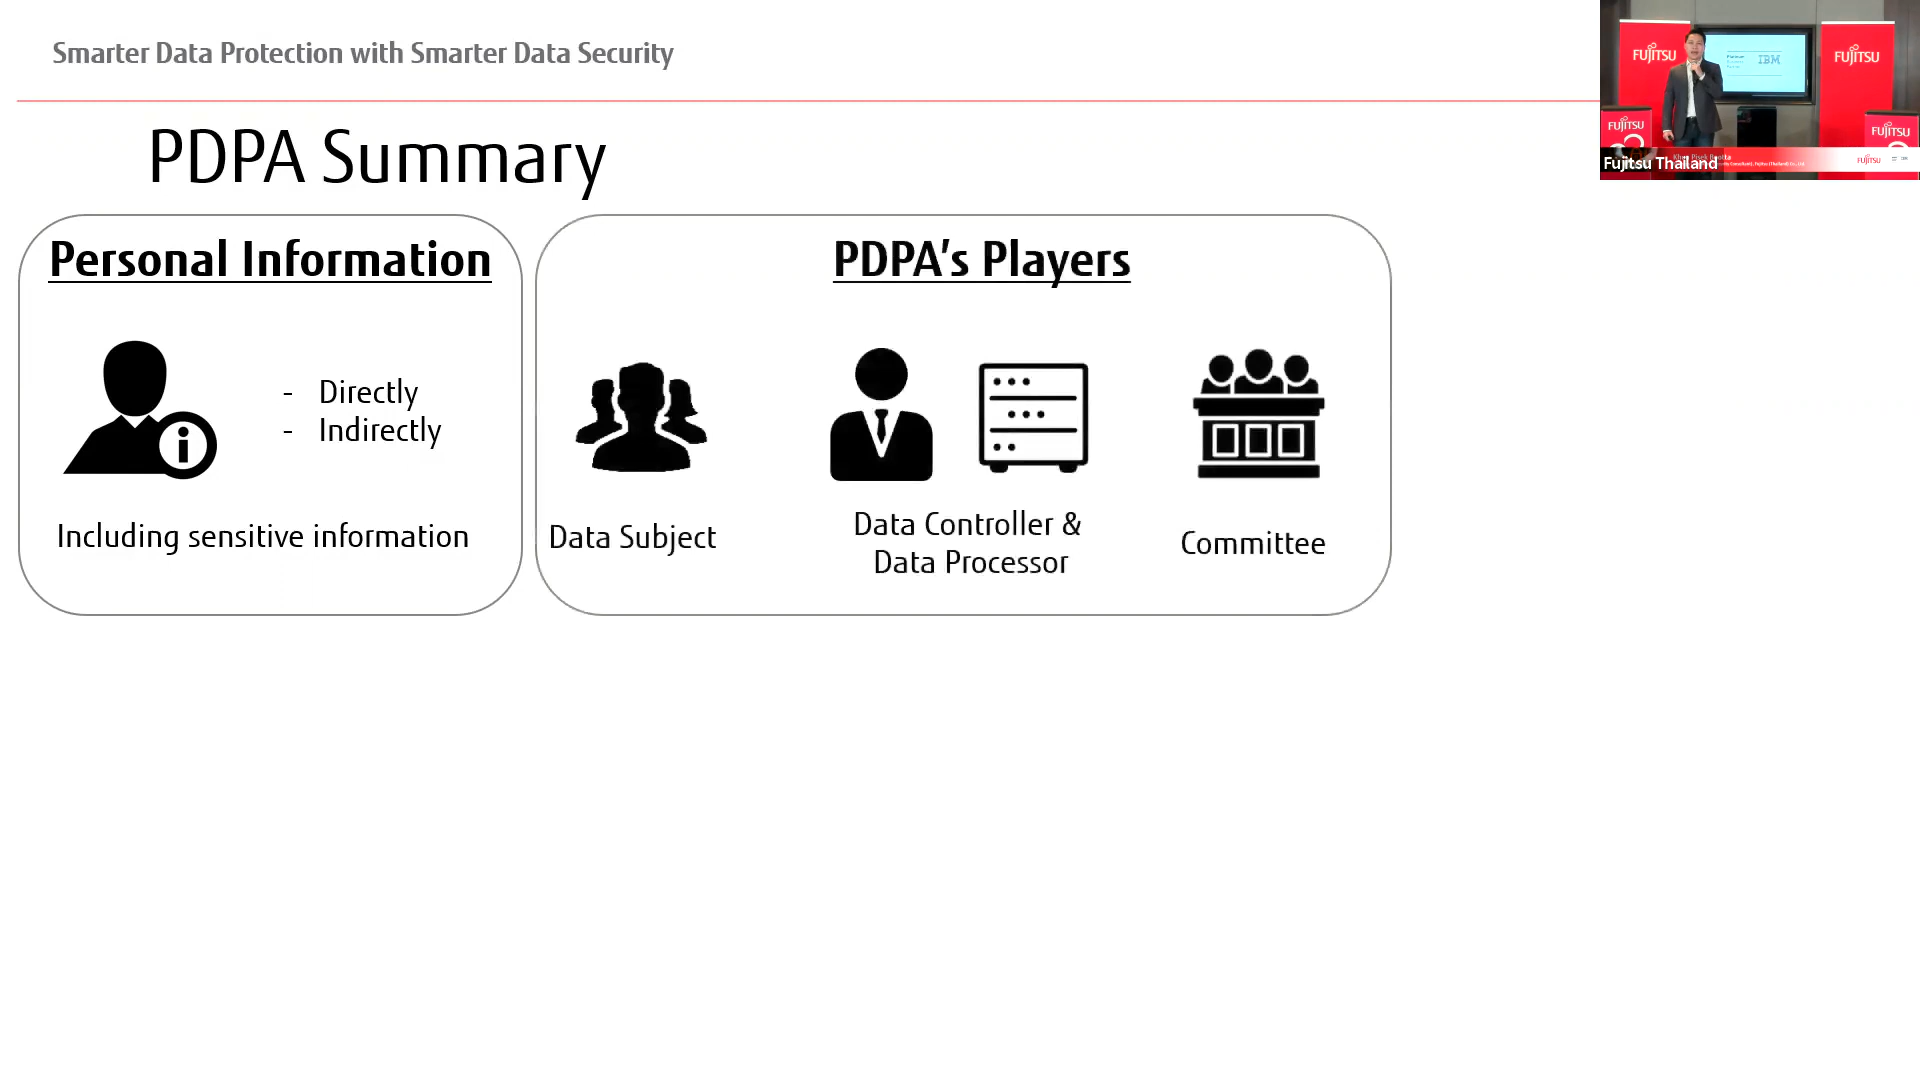 Smarter Data Protection with Smarter Data Security
PDPA Summary
Personal Information
- Directly
- Indirectly
Including sensitive information
PDPA's Players
Data Subject
Data Controller &
Data Processor
Committee
FUJITSU
IBM
FUJITSU
FUJITSU
FUJITSU
Fujitsu Thailand
FUJITSU